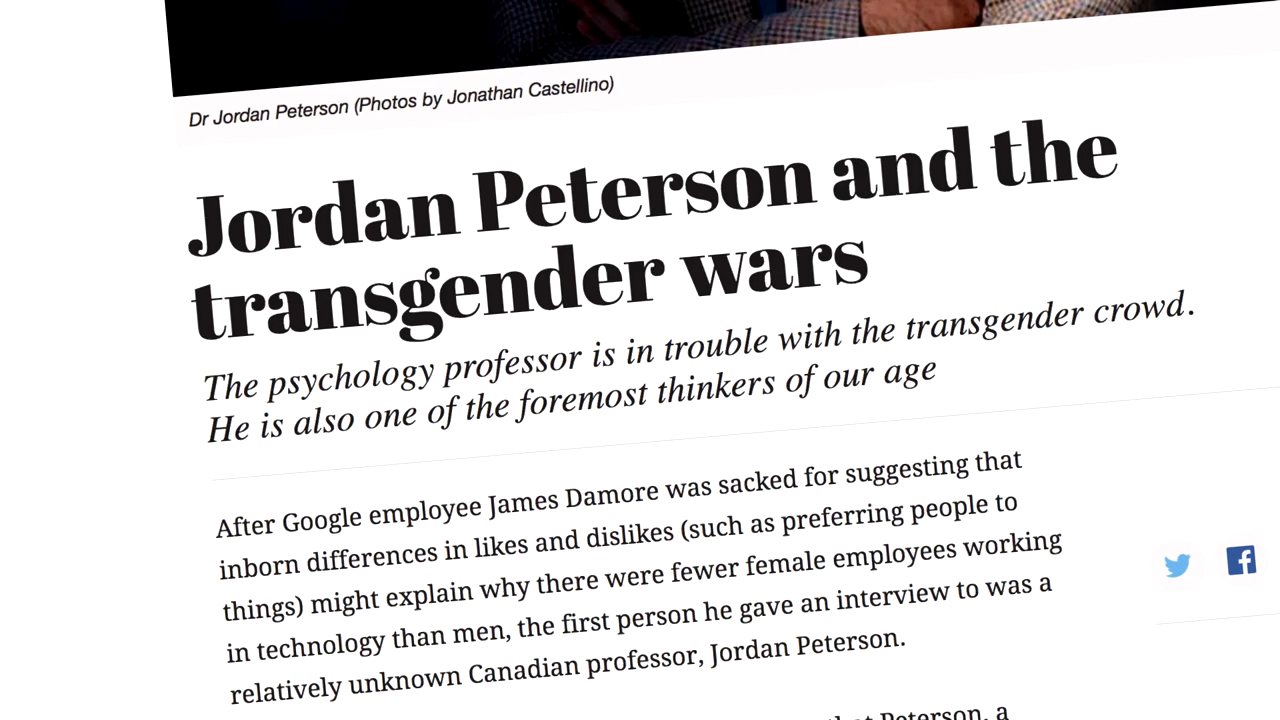 Dr Jordan Peterson (Photos by Jonathan Castellino)
Jordan Peterson and the
transgender wars
The psychology professor is in trouble with the transgender crowd.
He is also one of the foremost thinkers of our age
After Google employee James Damore was sacked for suggesting that
inborn differences in likes and dislikes (such as preferring people to
things) might explain why there were fewer female employees working
in technology than men, the first person he gave an interview to was a
relatively unknown Canadian professor, Jordan Peterson.
that Peterson, a